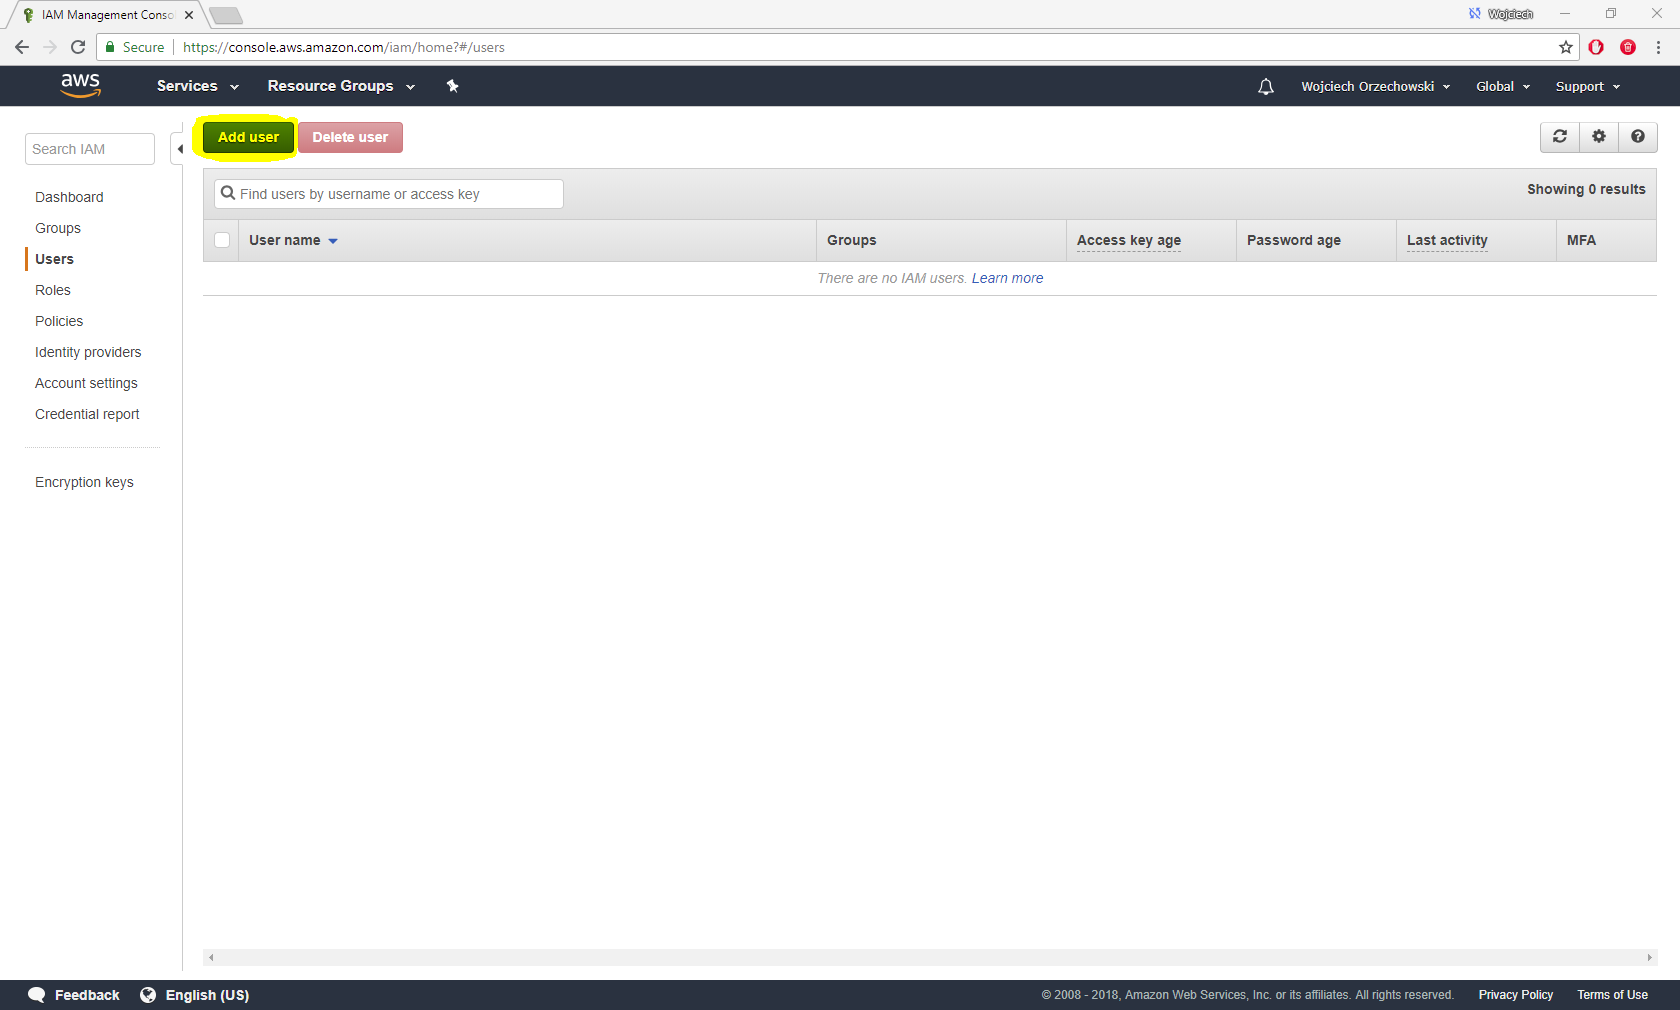 IAM Management Conso
Wojciech
Secure https://console.aws.amazon.com/iam/home?#/users
aws Services Resource Groups Wojciech Orzechowski Global Support
Search IAM
Dashboard
Groups
Users
Roles
Policies
Identity providers
Account settings
Credential report
Encryption keys
Add user Delete user
Find users by username or access key Showing 0 results
User name Groups Access key age Password age Last activity MFA
There are no IAM users. Learn more
Feedback English (US) © 2008 - 2018, Amazon Web Services, Inc. or its affiliates. All rights reserved. Privacy Policy Terms of Use